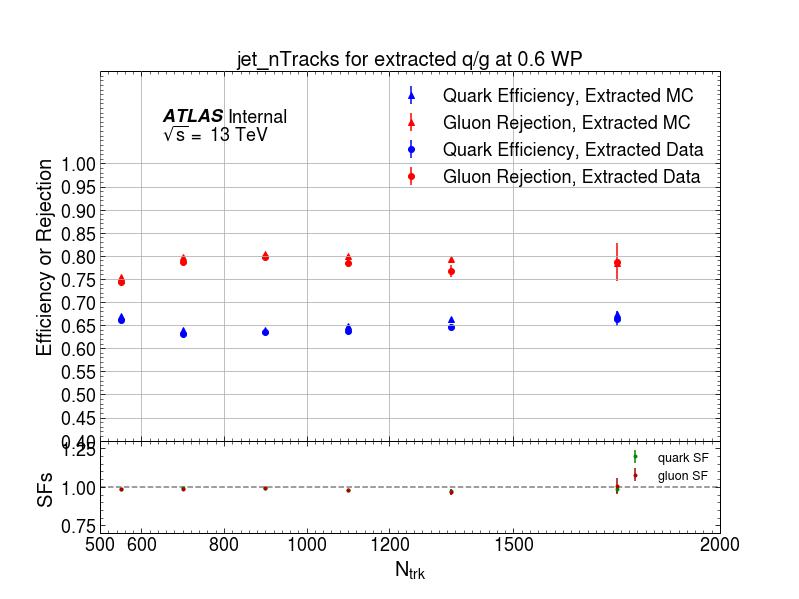 jet_nTracks for extracted q/g at 0.6 WP
ATLAS Internal
√s = 13 TeV
Quark Efficiency, Extracted MC
Gluon Rejection, Extracted MC
Quark Efficiency, Extracted Data
Gluon Rejection, Extracted Data
Efficiency or Rejection
1.00
0.95
0.90
0.85
0.80
0.75
0.70
0.65
0.60
0.55
0.50
0.45
0.40
SFs
1.25
1.00
0.75
quark SF
gluon SF
500 600 800 1000 1200 1500 2000
Ntrk